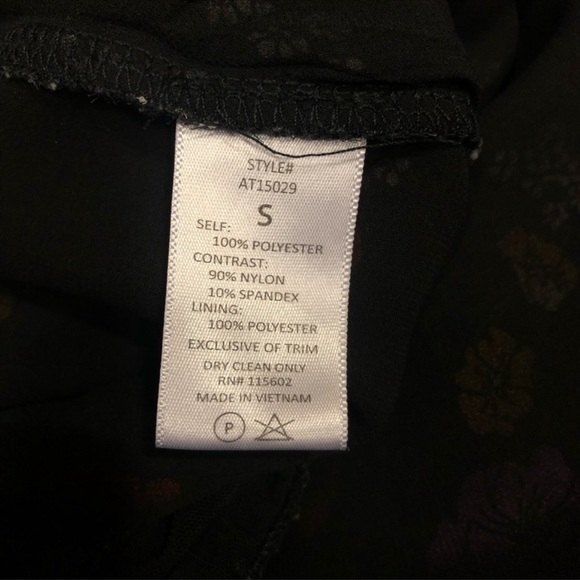 STYLE#
AT15029
S
SELF:
100% POLYESTER
CONTRAST:
90% NYLON
10% SPANDEX
LINING:
100% POLYESTER
EXCLUSIVE OF TRIM
DRY CLEAN ONLY
RN# 115602
MADE IN VIETNAM
P